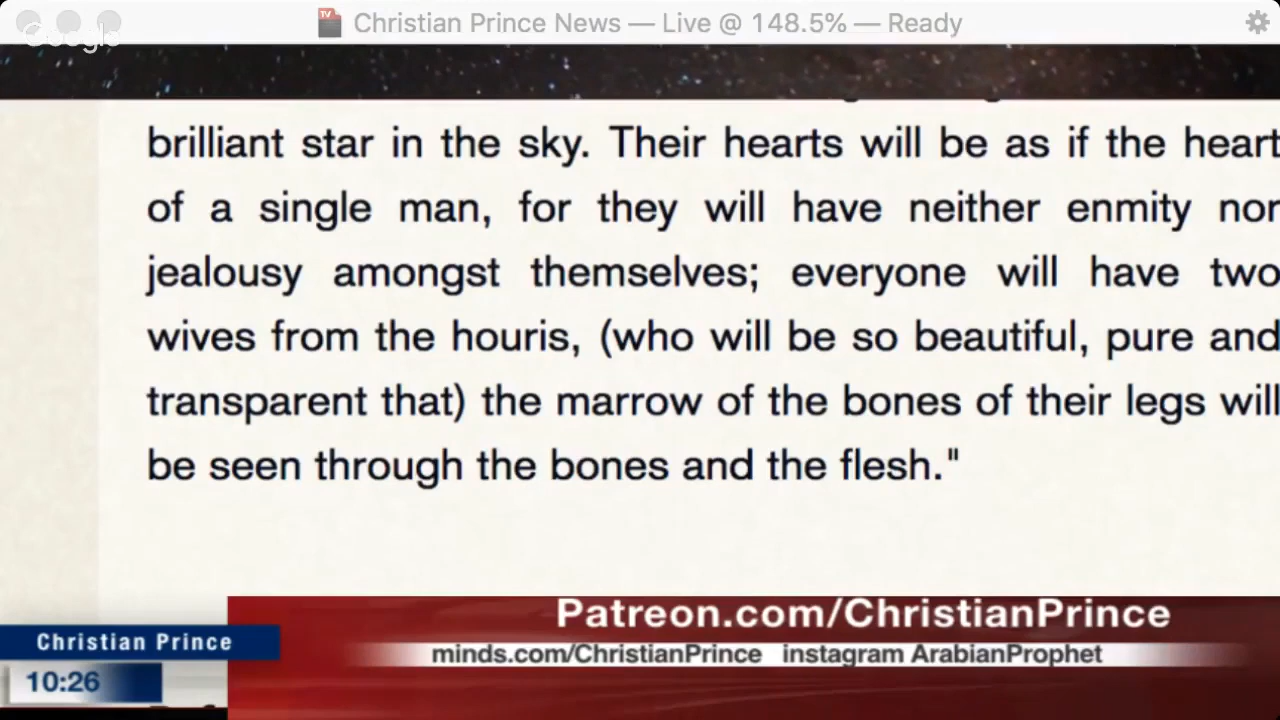 Christian Prince News — Live @ 148.5% — Ready
Google
brilliant star in the sky. Their hearts will be as if the heart
of a single man, for they will have neither enmity nor
jealousy amongst themselves; everyone will have two
wives from the houris, (who will be so beautiful, pure and
transparent that) the marrow of the bones of their legs will
be seen through the bones and the flesh."
Patreon.com/ChristianPrince
Christian Prince
minds.com/ChristianPrince instagram ArabianProphet
10:26